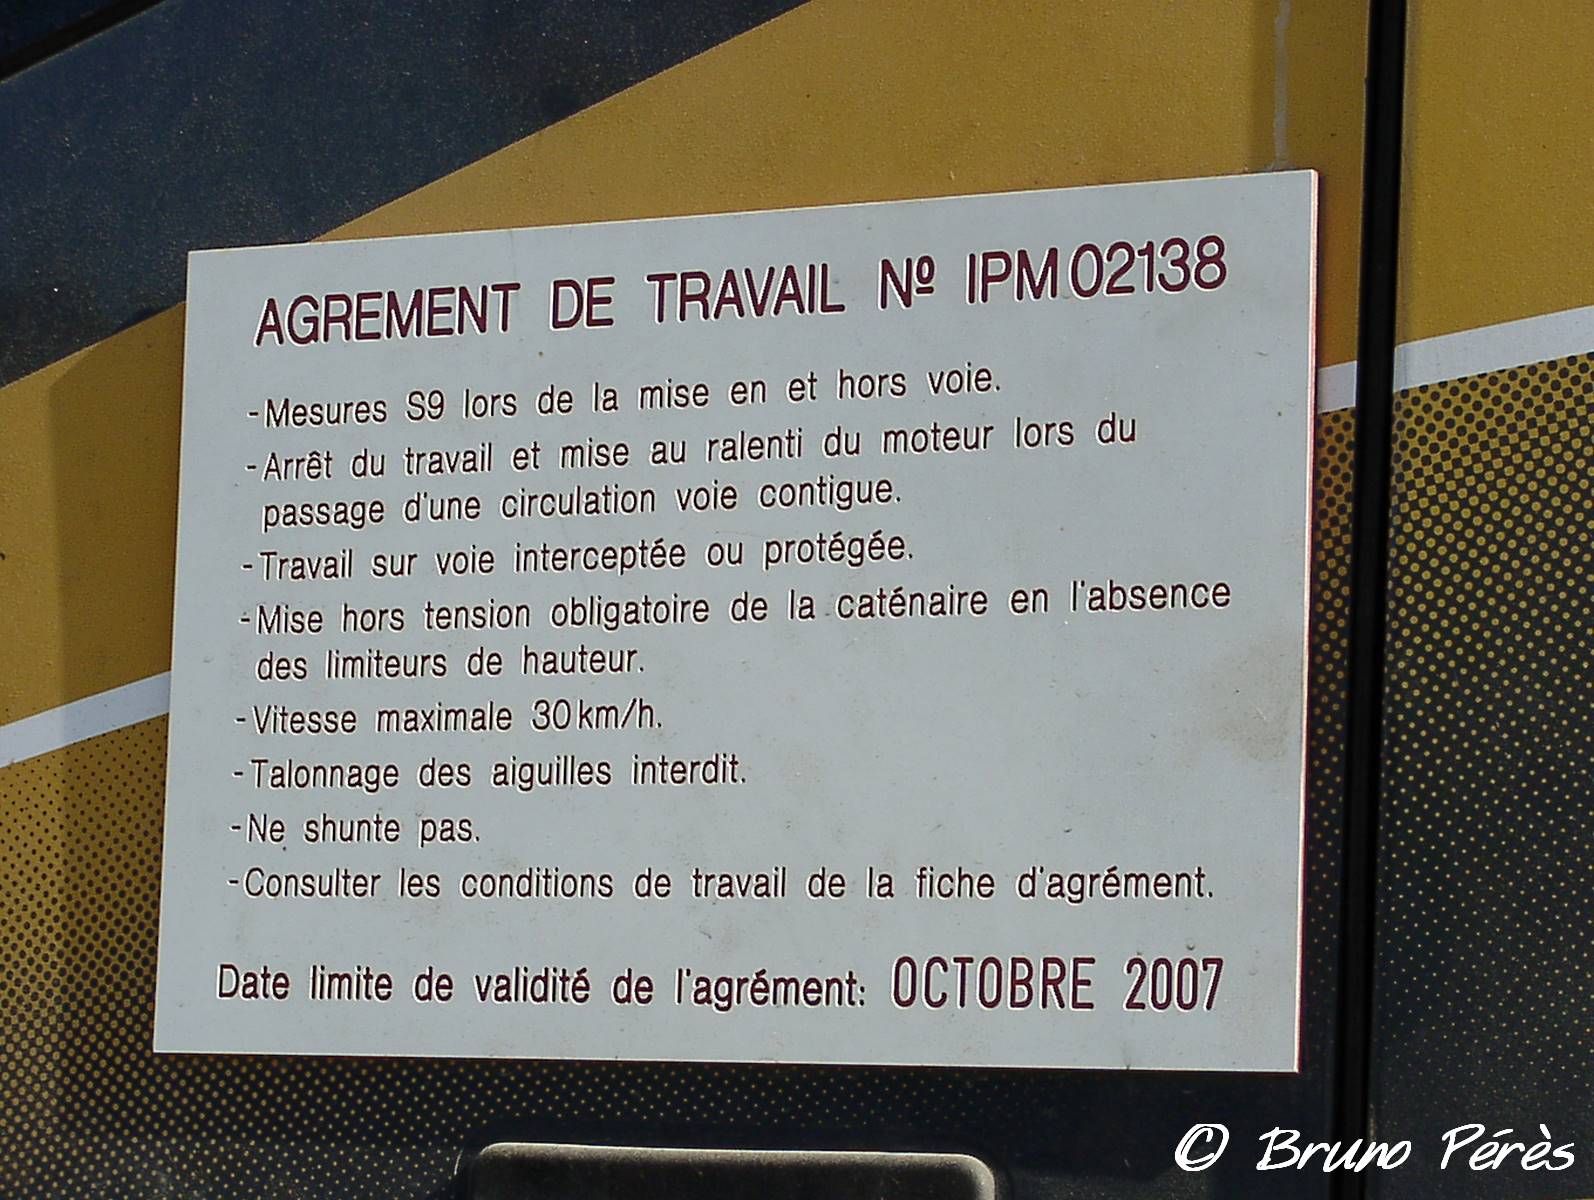 AGREMENT DE TRAVAIL Nº IPM 02138
-Mesures S9 lors de la mise en et hors voie.
-Arrêt du travail et mise au ralenti du moteur lors du
passage d'une circulation voie contigue.
-Travail sur voie interceptée ou protégée.
-Mise hors tension obligatoire de la caténaire en l'absence
des limiteurs de hauteur.
-Vitesse maximale 30km/h.
-Talonnage des aiguilles interdit.
-Ne shunte pas.
-Consulter les conditions de travail de la fiche d'agrément.
Date limite de validité de l'agrément: OCTOBRE 2007
© Bruno Pérès